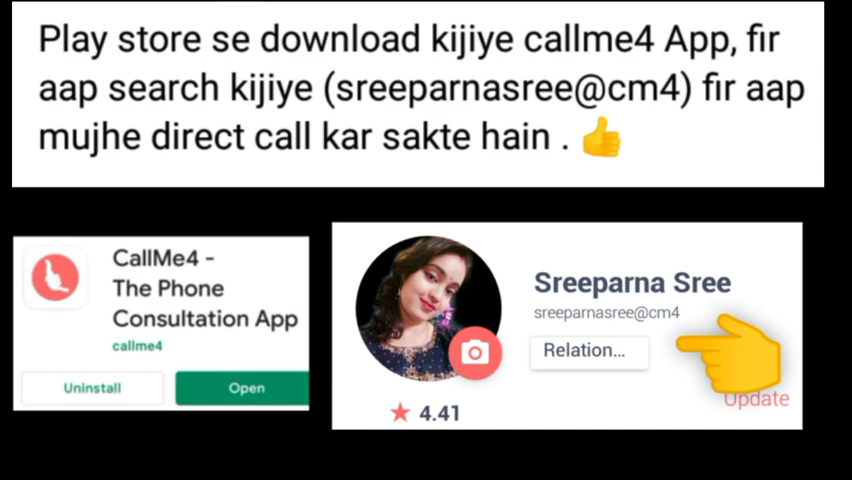 Play store se download kijiye callme4 App, fir
aap search kijiye (sreeparnasree@cm4) fir aap
mujhe direct call kar sakte hain . 👍
CallMe4 -
The Phone
Consultation App
callme4
Uninstall
Open
Sreeparna Sree
sreeparnasree@cm4
Relation...
Update
4.41